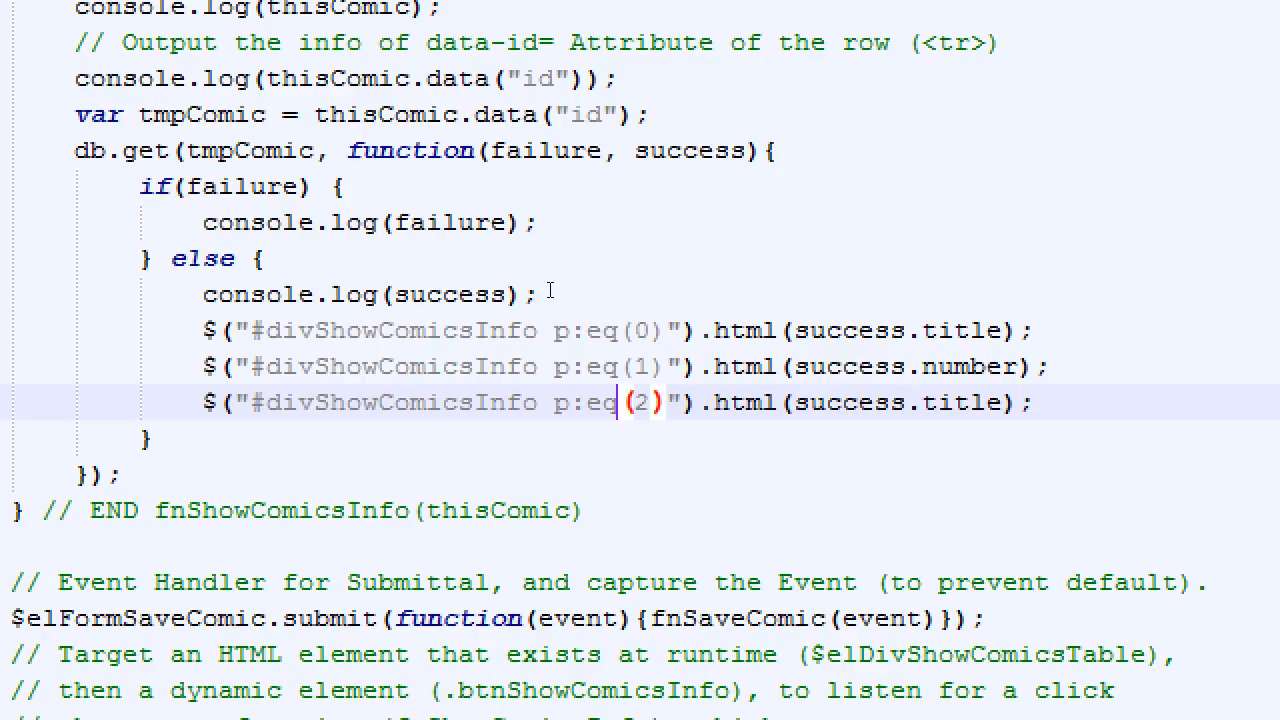 console.log(thisComic);
// Output the info of data-id= Attribute of the row (<tr>)
console.log(thisComic.data("id"));
var tmpComic = thisComic.data("id");
db.get(tmpComic, function(failure, success){
if(failure) {
console.log(failure);
} else {
console.log(success);
$("#divShowComicsInfo p:eq(0)").html(success.title);
$("#divShowComicsInfo p:eq(1)").html(success.number);
$("#divShowComicsInfo p:eq(2)").html(success.title);
}
});
} // END fnShowComicsInfo(thisComic)
// Event Handler for Submittal, and capture the Event (to prevent default).
$elFormSaveComic.submit(function(event){fnSaveComic(event)});
// Target an HTML element that exists at runtime ($elDivShowComicsTable),
// then a dynamic element (.btnShowComicsInfo), to listen for a click